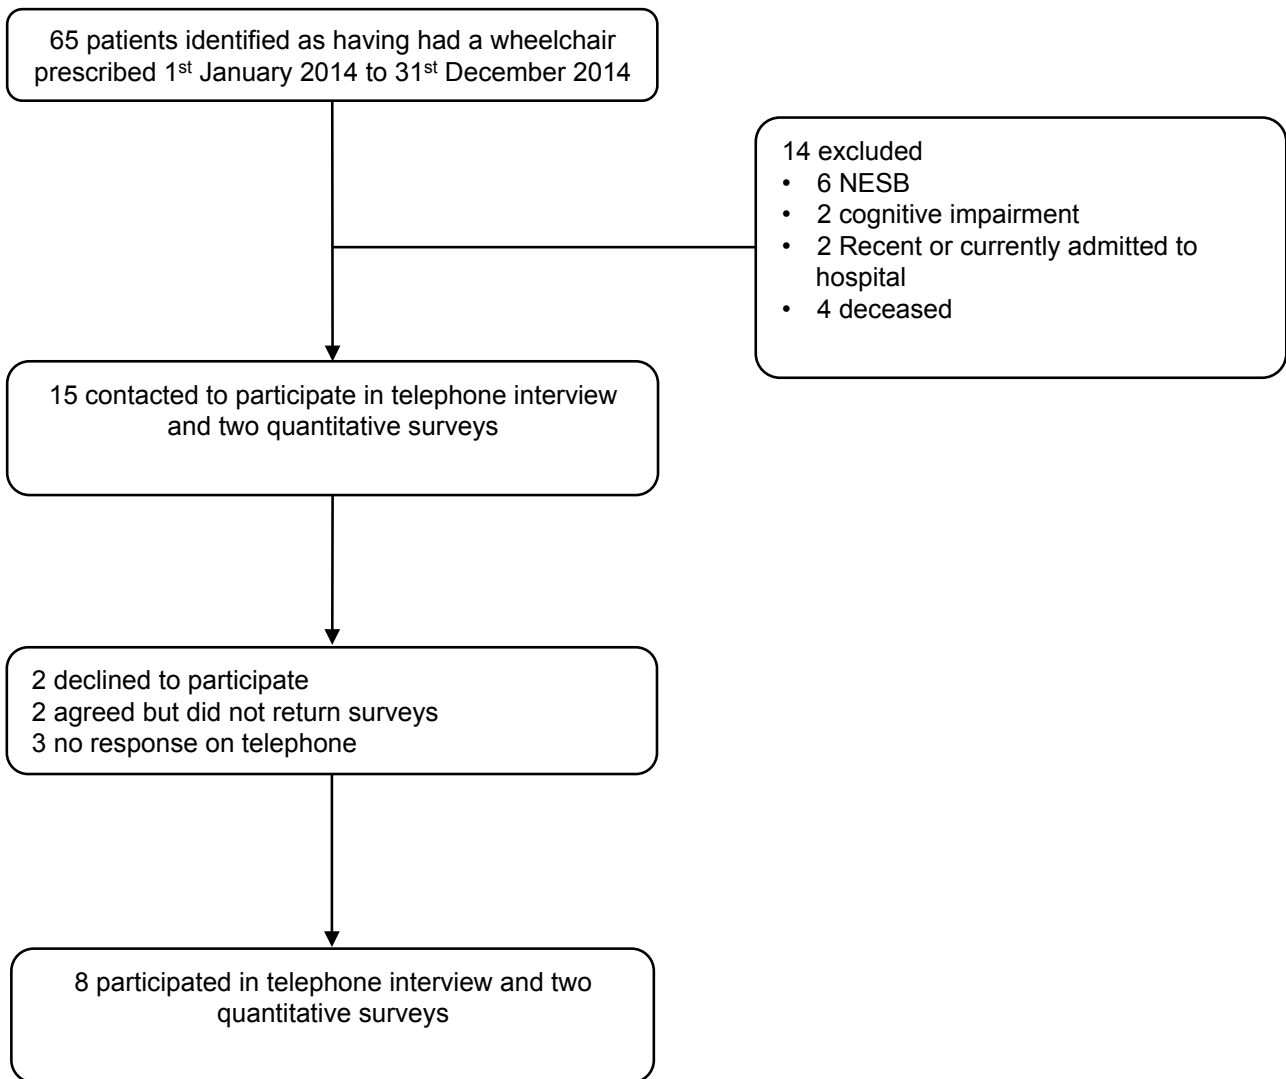 65 patients identified as having had a wheelchair
prescribed 1st January 2014 to 31st December 2014
14 excluded
• 6 NESB
• 2 cognitive impairment
• 2 Recent or currently admitted to
hospital
• 4 deceased
15 contacted to participate in telephone interview
and two quantitative surveys
2 declined to participate
2 agreed but did not return surveys
3 no response on telephone
8 participated in telephone interview and two
quantitative surveys